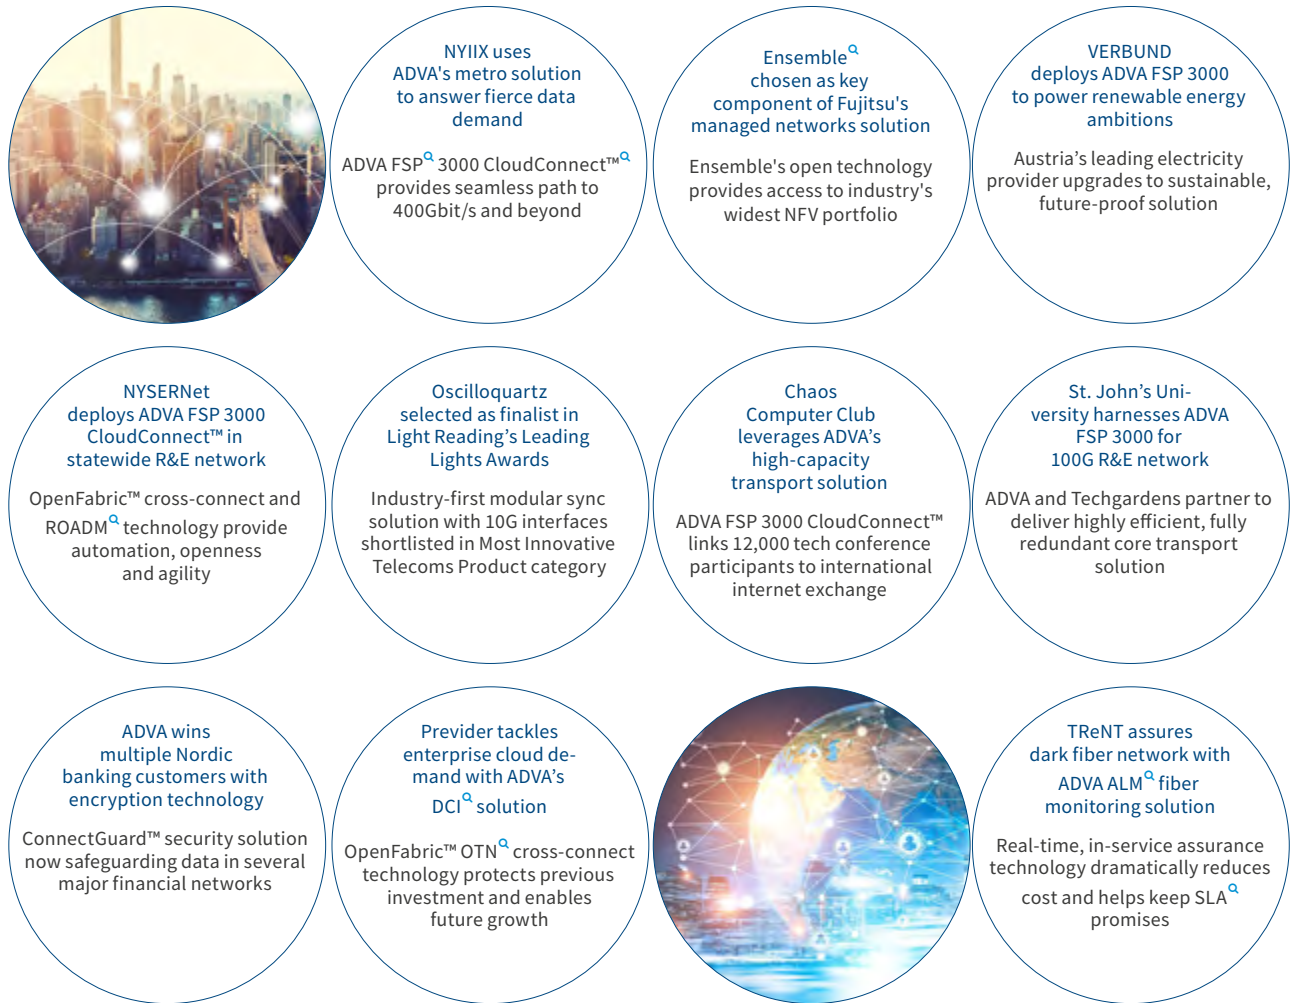 NYIIX uses
ADVA's metro solution
to answer fierce data
demand
ADVA FSP 3000 CloudConnect™
provides seamless path to
400Gbit/s and beyond
Ensemble
chosen as key
component of Fujitsu's
managed networks solution
Ensemble's open technology
provides access to industry's
widest NFV portfolio
VERBUND
deploys ADVA FSP 3000
to power renewable energy
ambitions
Austria’s leading electricity
provider upgrades to sustainable,
future-proof solution
NYSERNet
deploys ADVA FSP 3000
CloudConnect™ in
statewide R&E network
OpenFabric™ cross-connect and
ROADM technology provide
automation, openness
and agility
Oscilloquartz
selected as finalist in
Light Reading’s Leading
Lights Awards
Industry-first modular sync
solution with 10G interfaces
shortlisted in Most Innovative
Telecoms Product category
Chaos
Computer Club
leverages ADVA’s
high-capacity
transport solution
ADVA FSP 3000 CloudConnect™
links 12,000 tech conference
participants to international
internet exchange
St. John’s Uni-
versity harnesses ADVA
FSP 3000 for
100G R&E network
ADVA and Techgardens partner to
deliver highly efficient, fully
redundant core transport
solution
ADVA wins
multiple Nordic
banking customers with
encryption technology
ConnectGuard™ security solution
now safeguarding data in several
major financial networks
Previder tackles
enterprise cloud de-
mand with ADVA’s
DCI solution
OpenFabric™ OTN cross-connect
technology protects previous
investment and enables
future growth
TReNT assures
dark fiber network with
ADVA ALM fiber
monitoring solution
Real-time, in-service assurance
technology dramatically reduces
cost and helps keep SLA
promises